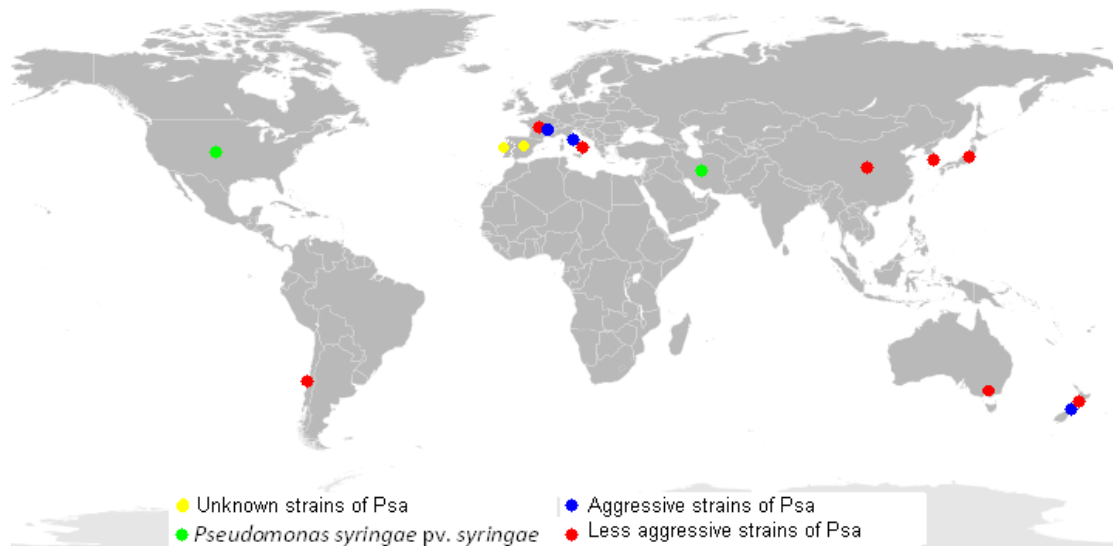 Unknown strains of Psa
Aggressive strains of Psa
Pseudomonas syringae pv. syringae
Less aggressive strains of Psa